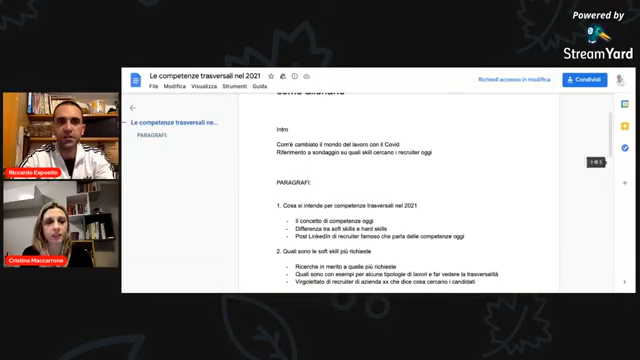 Powered by
StreamYard
Le competenze trasversali nel 2021
File Modifica Visualizza Strumenti Guida
Richiedi accesso in modifica
Condividi
Le competenze trasversali ne...
PARAGRAFI:
Intro
Com'è cambiato il mondo del lavoro con il Covid
Riferimento a sondaggio su quali skill cercano i recruiter oggi
PARAGRAFI:
1. Cosa si intende per competenze trasversali nel 2021
- Il concetto di competenze oggi
- Differenza tra soft skills e hard skills
- Post LinkedIn di recruiter famoso che parla delle competenze oggi
2. Quali sono le soft skill più richieste
- Ricerche in merito a quelle più richieste
- Quali sono con esempi per alcune tipologie di lavori e far vedere la trasversalità
- Virgolettato di recruiter di azienda xx che dice cosa cercano i candidati
Riccardo Esposito
Cristina Maccarrone